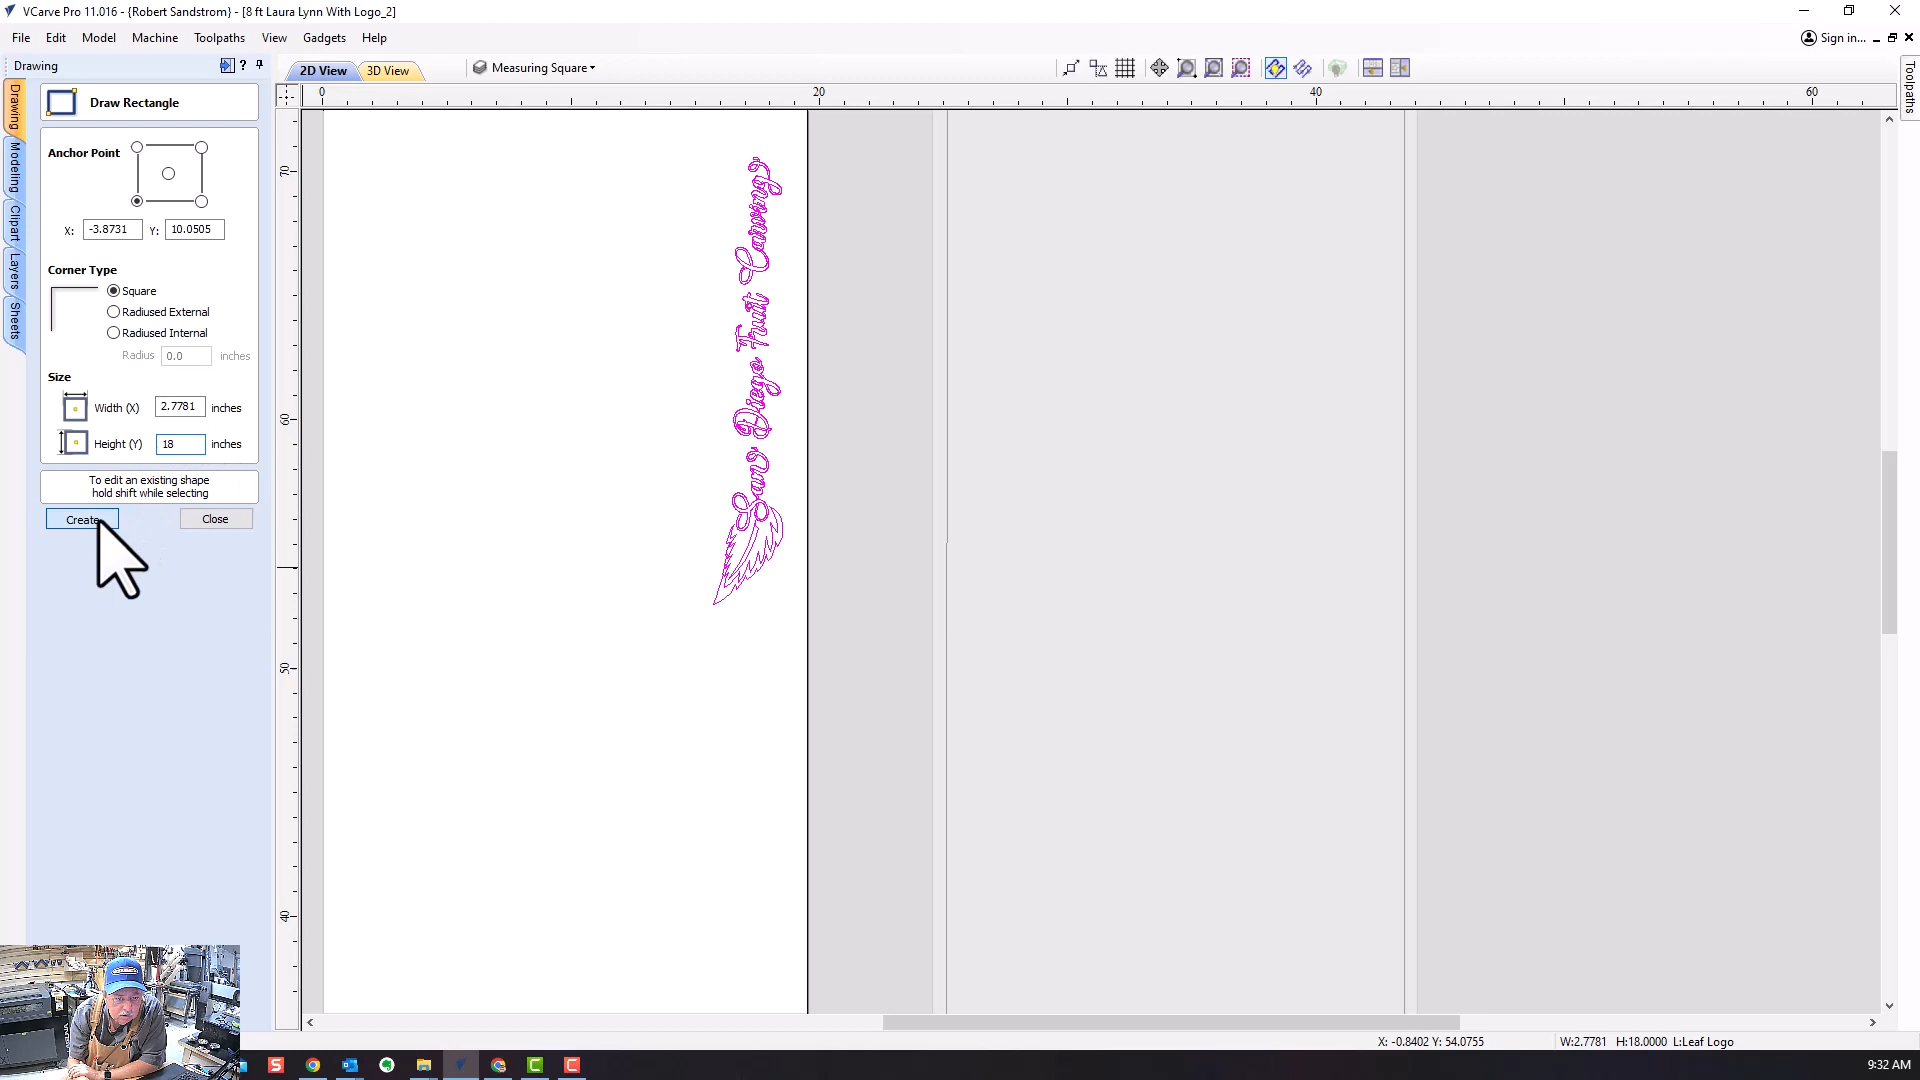 VCarve Pro 11.016 - {Robert Sandstrom} - [8 ft Laura Lynn With Logo_2]
File Edit Model Machine Toolpaths View Gadgets Help
Sign in...
Drawing ?
2D View 3D View Measuring Square
Toolpaths
Drawing
Modeling
Clipart
Layers
Sheets
Draw Rectangle
0 20 40 60
70
60
50
40
Anchor Point
X: -3.8731 Y: 10.0505
Corner Type
Square
Radiused External
Radiused Internal
Radius 0.0 inches
Size
Width (X) 2.7781 inches
Height (Y) 18 inches
To edit an existing shape
hold shift while selecting
Create Close
San Diego Fruit Carving
X: -0.8402 Y: 54.0755 W:2.7781 H:18.0000 L:Leaf Logo
S C C
9:32 AM